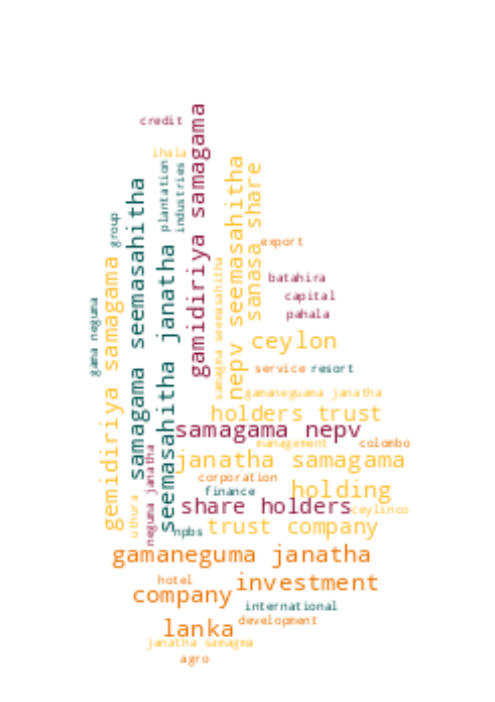 credit
gamidiriya samagama
ihala
plantation
industries
nepv seemasahitha
sanasa share
samagama seemasahitha
group
export
seemasahitha janatha
gemidiriya samagama
samagma seemasahitha
batahira
capital
gama neguma
pahala
ceylon
service
resort
gamaneguama janatha
holders trust
samagama nepv
management
colombo
neguma janatha
janatha samagama
corporation
finance
holding
uthura
share holders
ceylinco
npbs
trust company
gamaneguma janatha
hotel
investment
company
international
development
lanka
janatha samagma
agro